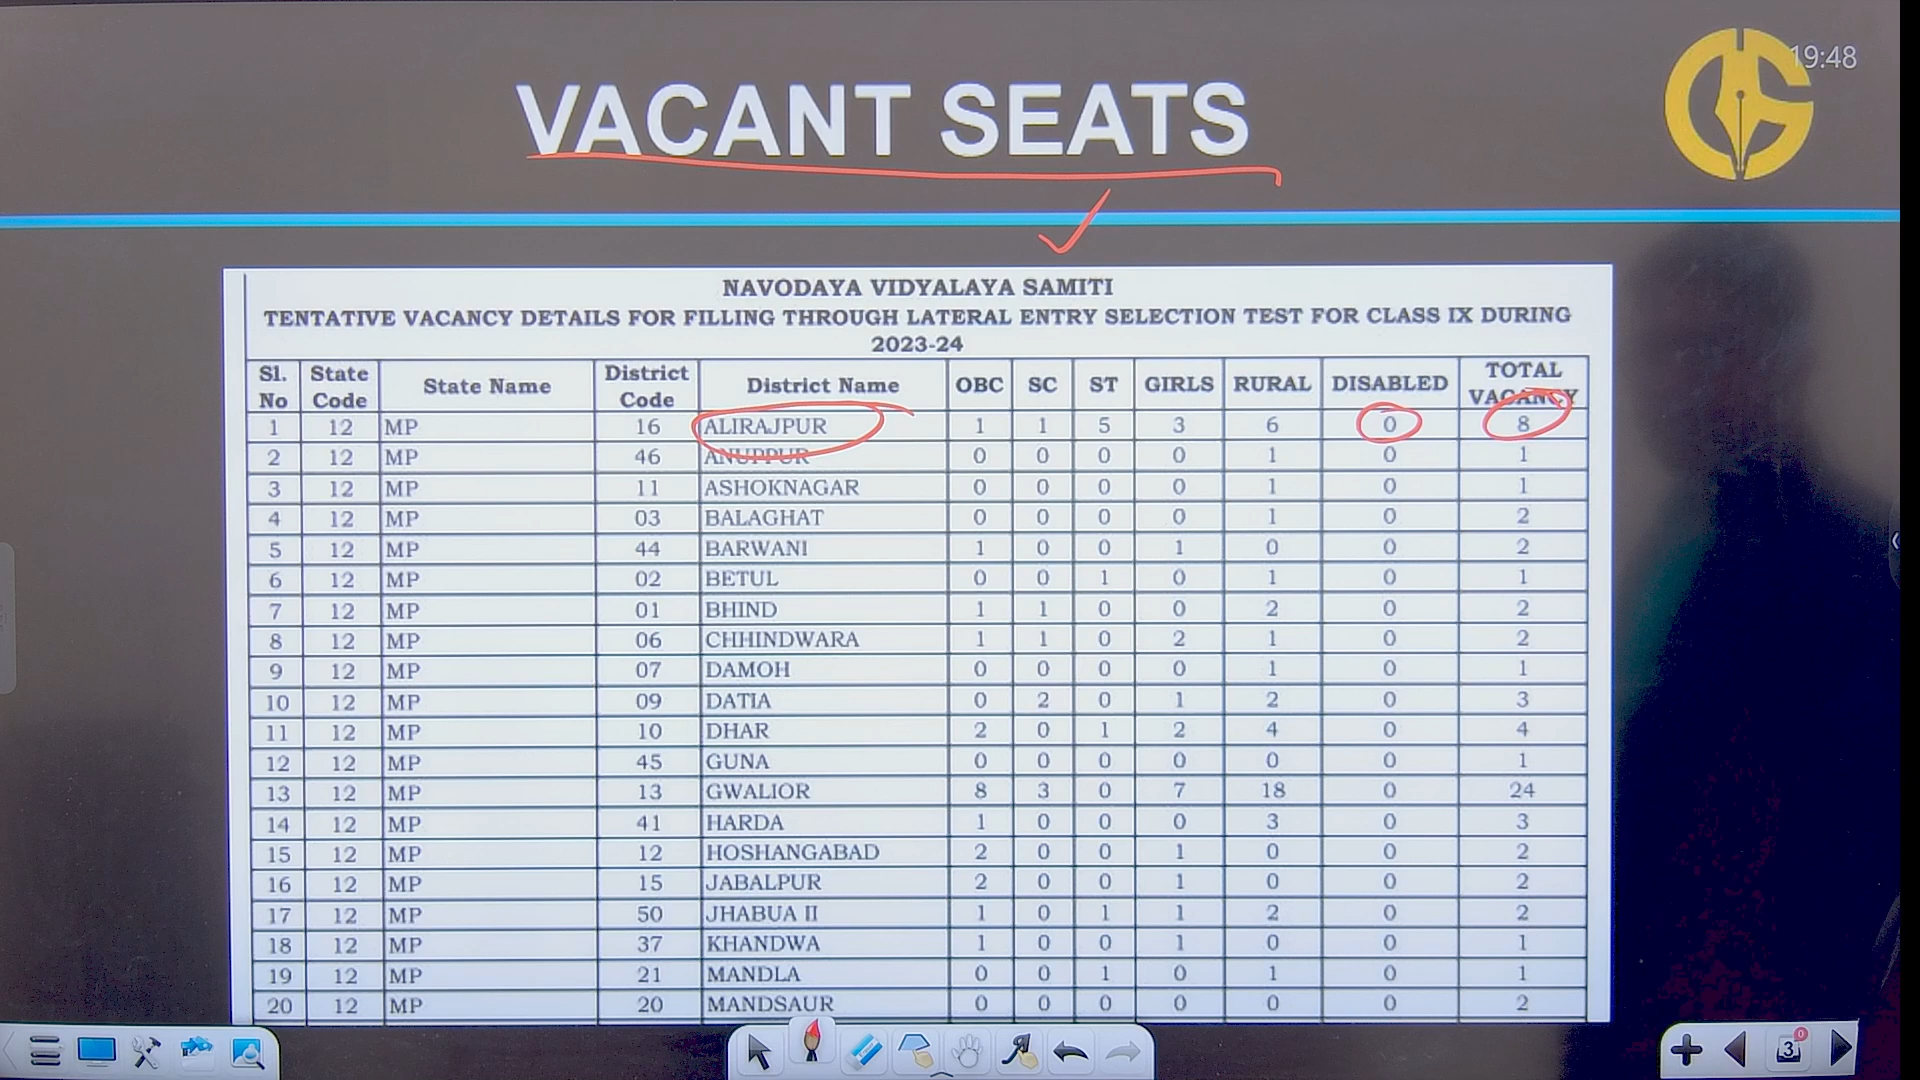 19:48
VACANT SEATS
NAVODAYA VIDYALAYA SAMITI
TENTATIVE VACANCY DETAILS FOR FILLING THROUGH LATERAL ENTRY SELECTION TEST FOR CLASS IX DURING
2023-24
Sl. No State Code State Name District Code District Name OBC SC ST GIRLS RURAL DISABLED TOTAL VACANCY
1 12 MP 16 ALIRAJPUR 1 1 5 3 6 0 8
2 12 MP 46 ANUPPUR 0 0 0 0 1 0 1
3 12 MP 11 ASHOKNAGAR 0 0 0 0 1 0 1
4 12 MP 03 BALAGHAT 0 0 0 0 1 0 2
5 12 MP 44 BARWANI 1 0 0 1 0 0 2
6 12 MP 02 BETUL 0 0 1 0 1 0 1
7 12 MP 01 BHIND 1 1 0 0 2 0 2
8 12 MP 06 CHHINDWARA 1 1 0 2 1 0 2
9 12 MP 07 DAMOH 0 0 0 0 1 0 1
10 12 MP 09 DATIA 0 2 0 1 2 0 3
11 12 MP 10 DHAR 2 0 1 2 4 0 4
12 12 MP 45 GUNA 0 0 0 0 0 0 1
13 12 MP 13 GWALIOR 8 3 0 7 18 0 24
14 12 MP 41 HARDA 1 0 0 0 3 0 3
15 12 MP 12 HOSHANGABAD 2 0 0 1 0 0 2
16 12 MP 15 JABALPUR 2 0 0 1 0 0 2
17 12 MP 50 JHABUA II 1 0 1 1 2 0 2
18 12 MP 37 KHANDWA 1 0 0 1 0 0 1
19 12 MP 21 MANDLA 0 0 1 0 1 0 1
20 12 MP 20 MANDSAUR 0 0 0 0 0 0 2
3
0